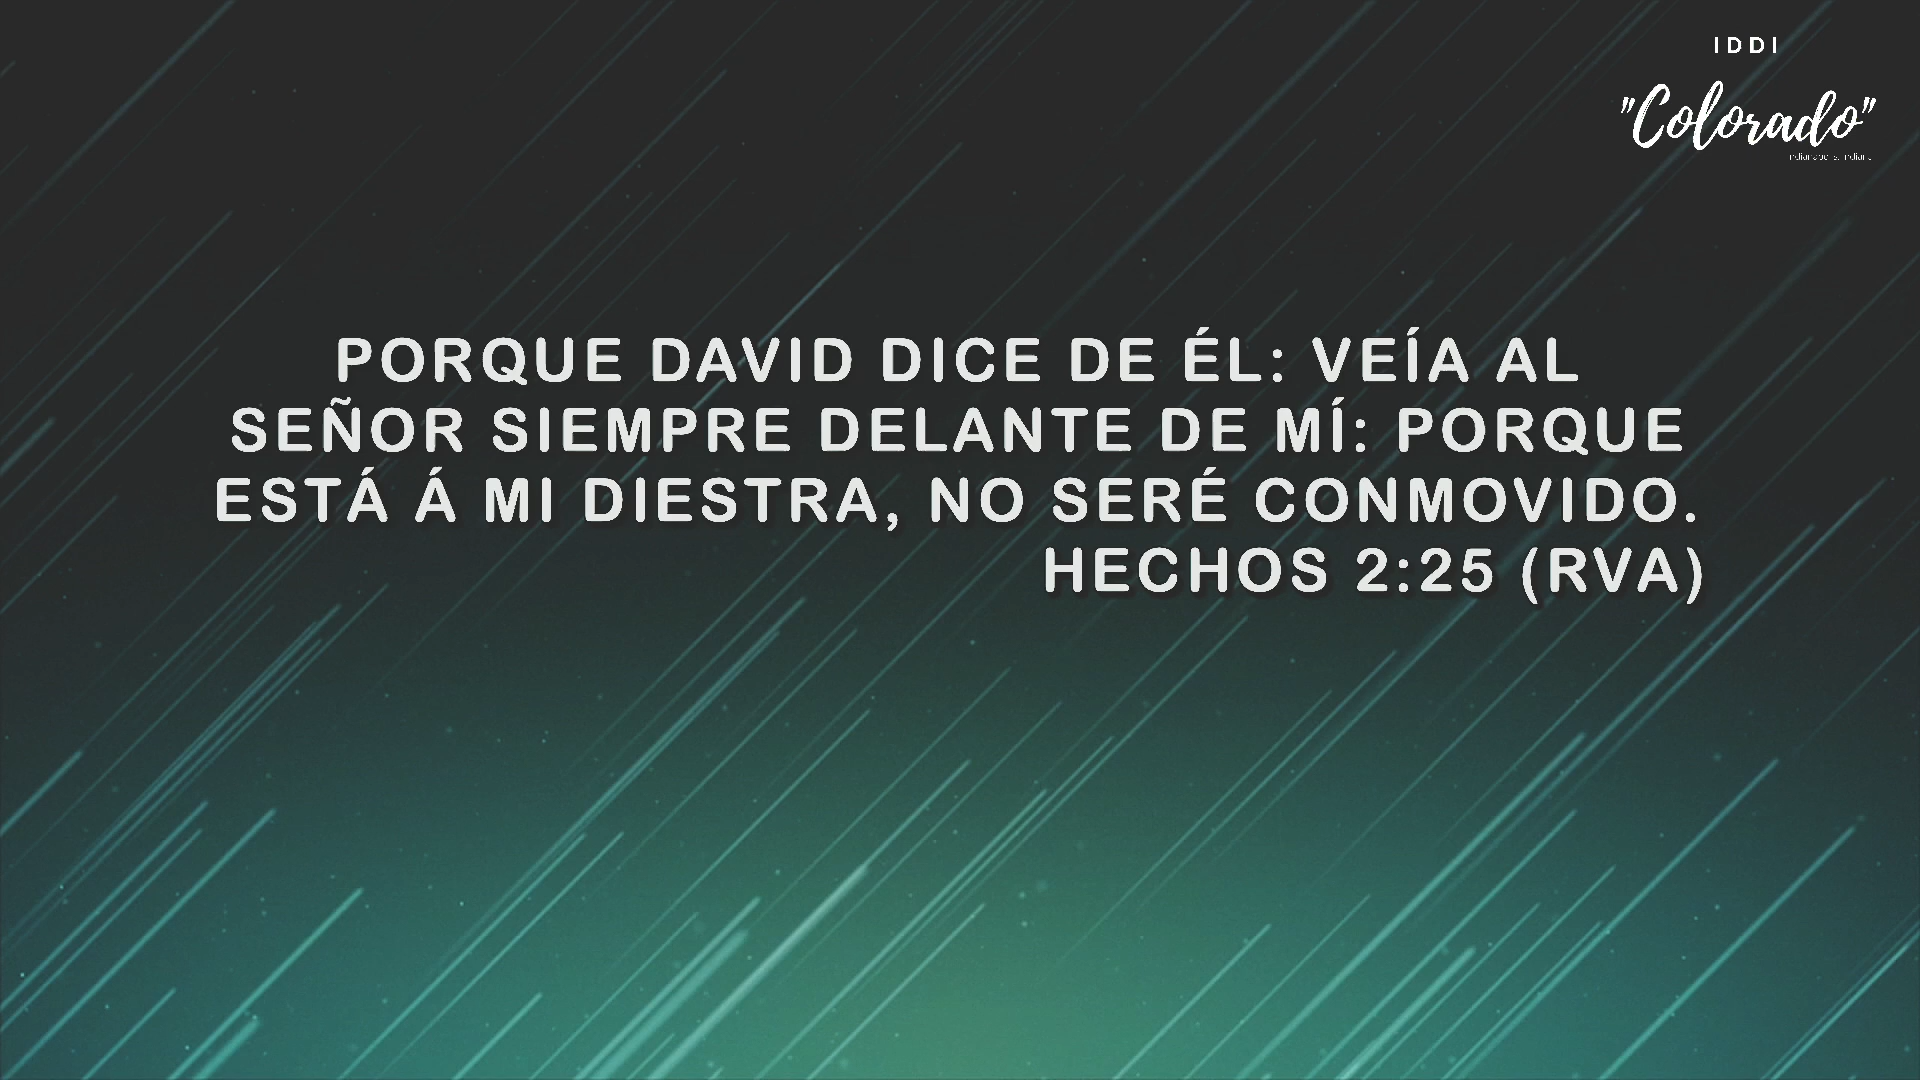 IDDI
"Colorado"
PORQUE DAVID DICE DE ÉL: VEÍA AL
SEÑOR SIEMPRE DELANTE DE MÍ: PORQUE
ESTÁ Á MI DIESTRA, NO SERÉ CONMOVIDO.
HECHOS 2:25 (RVA)